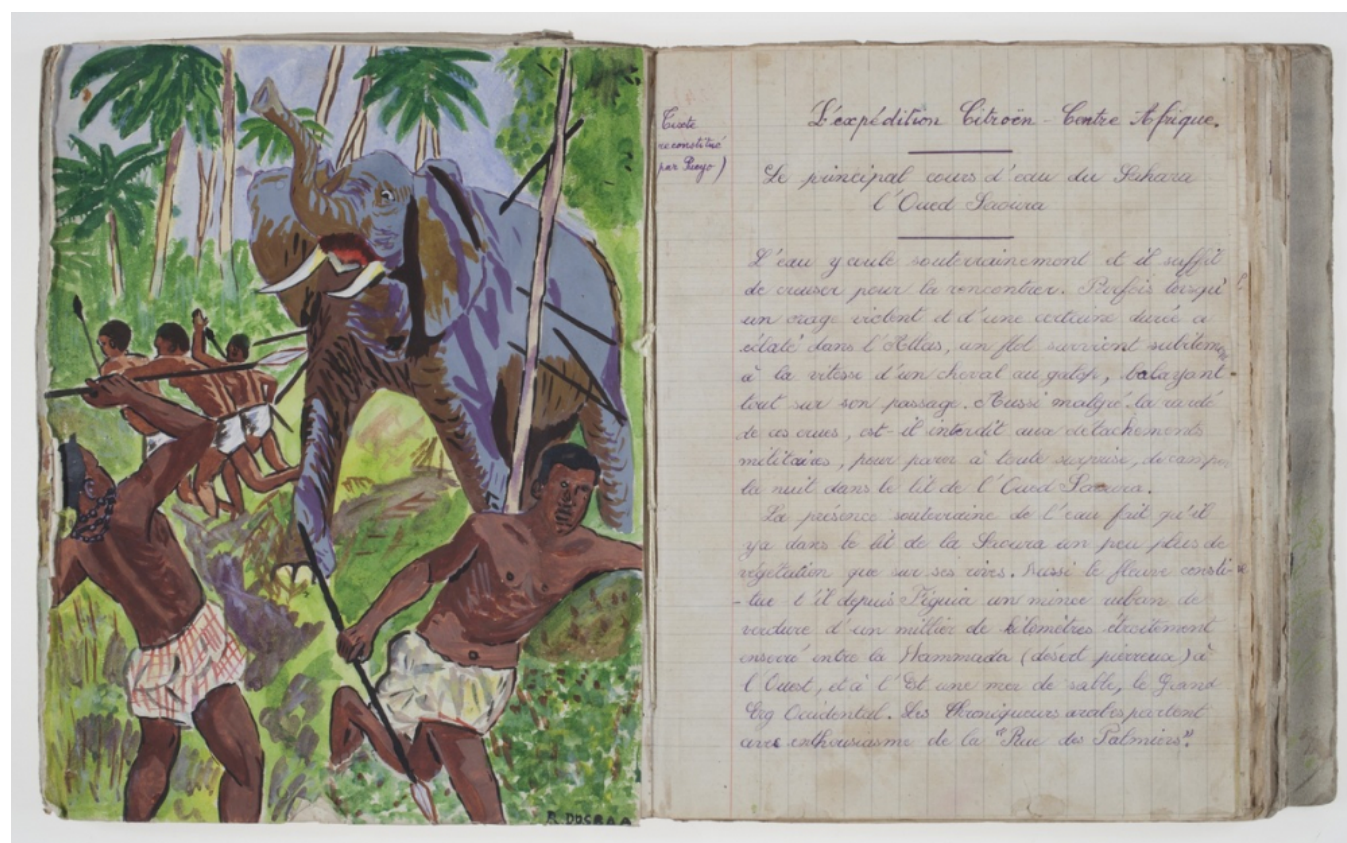 Texte
reconstitué
par Pueyo)
L'expédition Citroën - Centre Afrique.
Le principal cours d'eau du Sahara
l'Oued Saoura
L'eau y coule souterrainement et il suffit
de creuser pour la rencontrer. Parfois lorsqu'
un orage violent et d'une certaine durée a
éclaté dans l'Atlas, un flot survient subitement
à la vitesse d'un cheval au galop, balayant
tout sur son passage. Aussi malgré la rareté
de ces crues, est-il interdit aux détachements
militaires, pour parer à toute surprise, de camper
la nuit dans le lit de l'Oued Saoura.
La présence souterraine de l'eau fait qu'il
y a dans le lit de la Saoura un peu plus de
végétation que sur ses rives. Aussi le fleuve consti-
-tue t'il depuis un mince ruban de
verdure d'un millier de kilomètres étroitement
enserré entre la Hammada (désert pierreux) à
l'Ouest, et à l'Est une mer de sable, le Grand
Erg Occidental. Les Chroniqueurs arabes parlent
avec enthousiasme de la "Rue des Palmiers".